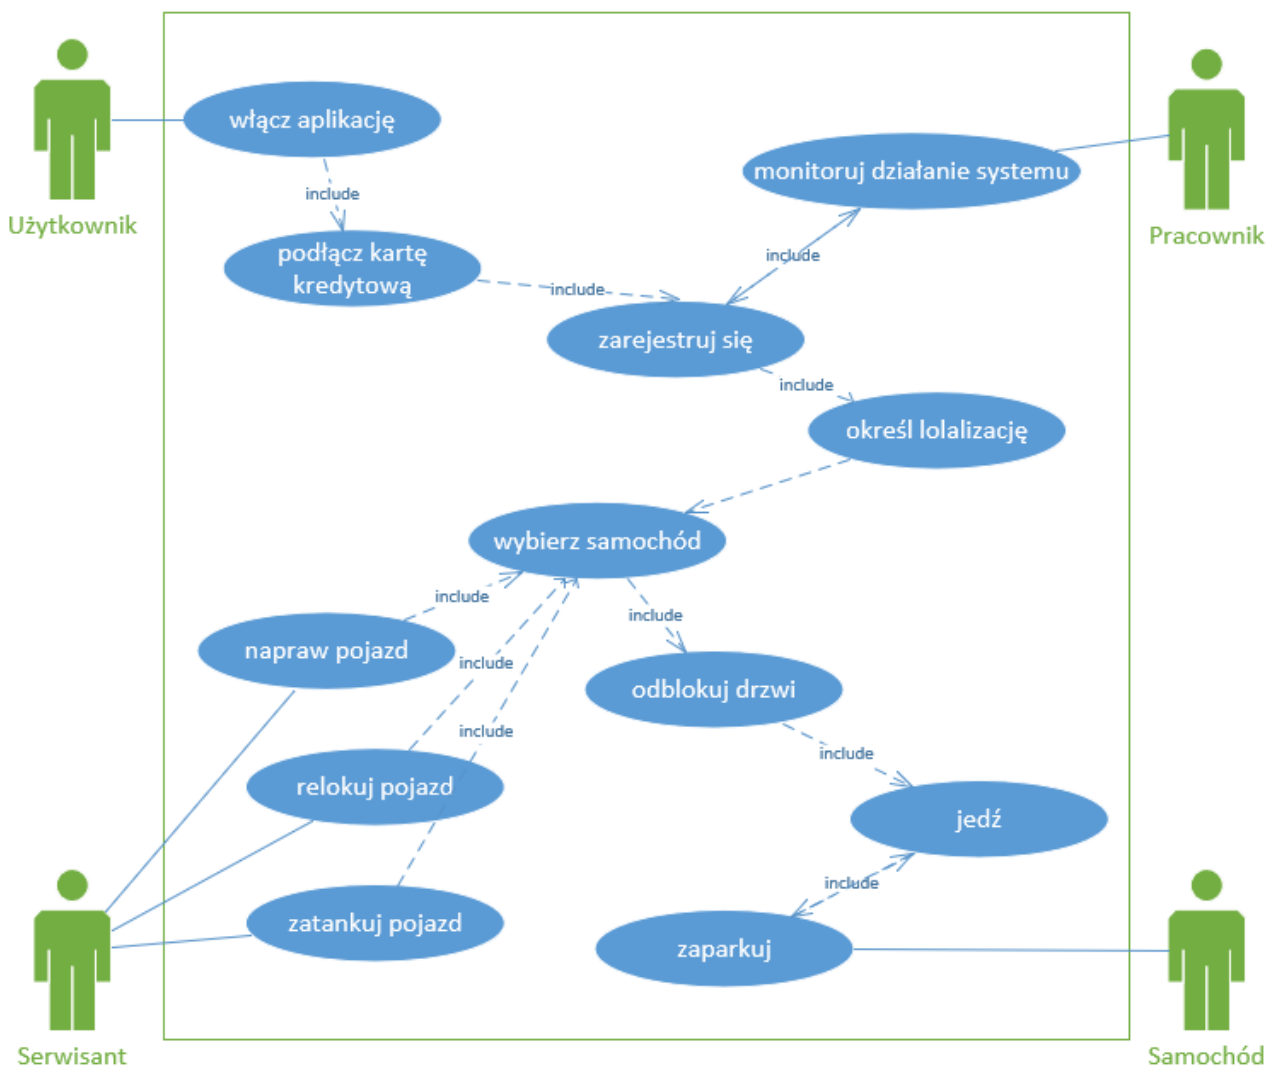 włącz aplikację
monitoruj działanie systemu
include
Użytkownik
Pracownik
podłącz kartę
kredytową
include
include
zarejestruj się
include
określ lolalizację
wybierz samochód
include
include
napraw pojazd
include
odblokuj drzwi
include
include
relokuj pojazd
jedź
include
zatankuj pojazd
zaparkuj
Serwisant
Samochód